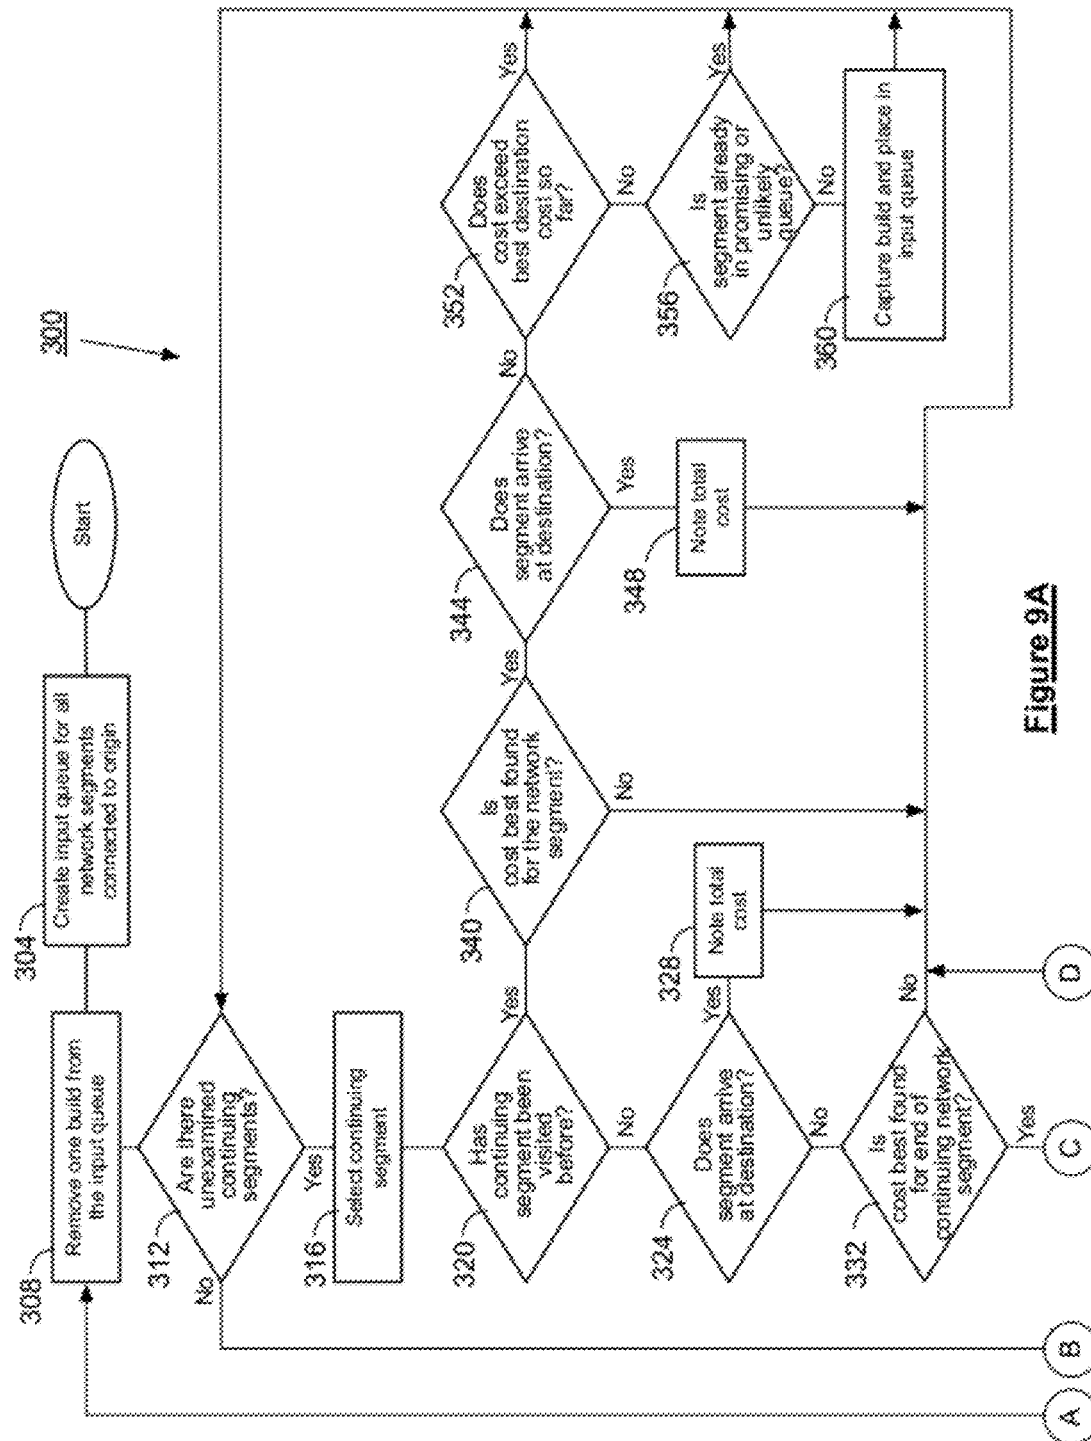 300
Start
304
Create input queue for all
network segments
connected to origin
308
Remove one build from
the input queue
312
Are there
unexamined
continuing
segments?
No
Yes
316
Select continuing
segment
320
Has
continuing
segment been
visited
before?
Yes
No
340
Is
cost best found
for the network
segment?
Yes
No
344
Does
segment arrive
at destination?
No
Yes
348
Note total
cost
352
Does
cost exceed
best destination
cost so
far?
Yes
No
356
Is
segment already
in promising or
unlikely
queue?
Yes
No
360
Capture build and place in
input queue
324
Does
segment arrive
at destination?
Yes
No
328
Note total
cost
332
Is
cost best found
for end of
continuing network
segment?
No
Yes
A
B
C
D
Figure 9A